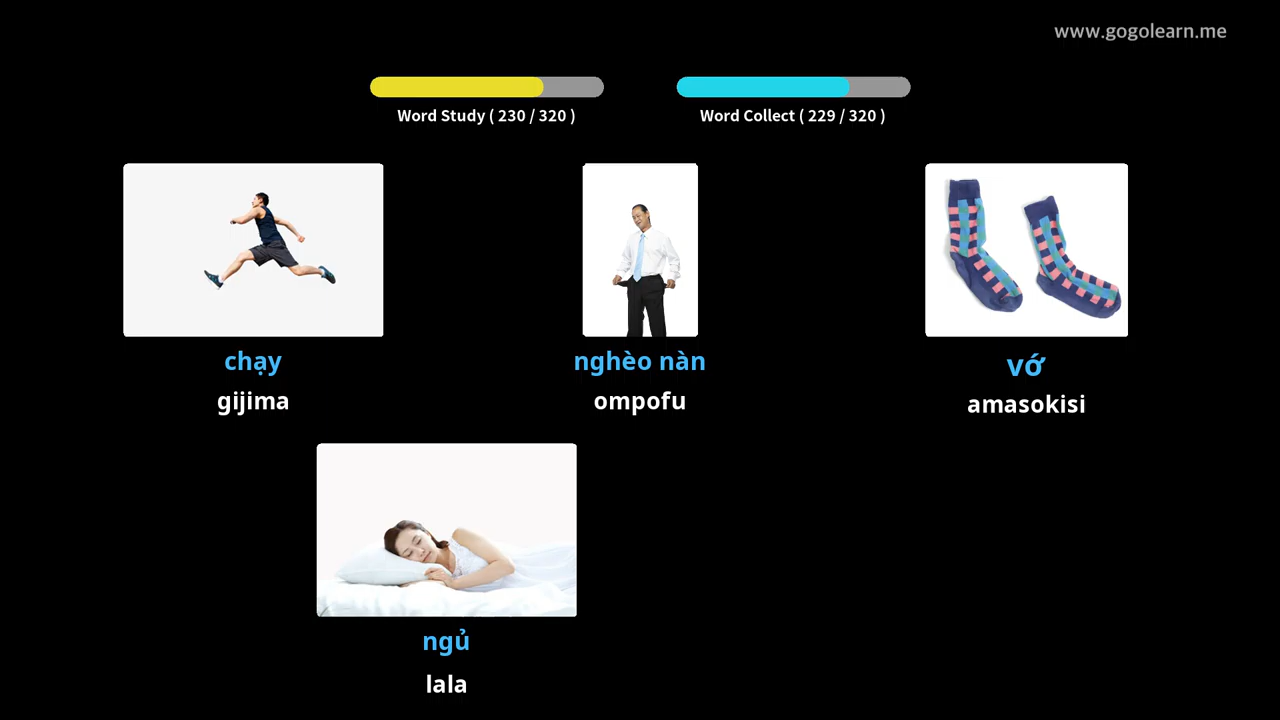 www.gogolearn.me
Word Study ( 230 / 320 )
Word Collect ( 229 / 320 )
chạy
gijima
nghèo nàn
ompofu
vớ
amasokisi
ngủ
lala